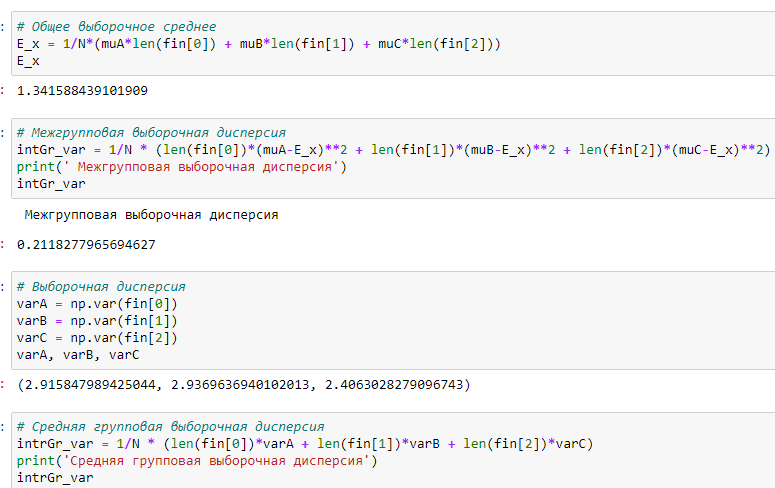 : # Общее выборочное среднее
E_x = 1/N*(muA*len(fin[0]) + muB*len(fin[1]) + muC*len(fin[2]))
E_x
: 1.341588439101909
: # Межгрупповая выборочная дисперсия
intGr_var = 1/N * (len(fin[0])*(muA-E_x)**2 + len(fin[1])*(muB-E_x)**2 + len(fin[2])*(muC-E_x)**2)
print(' Межгрупповая выборочная дисперсия')
intGr_var
Межгрупповая выборочная дисперсия
: 0.2118277965694627
: # Выборочная дисперсия
varA = np.var(fin[0])
varB = np.var(fin[1])
varC = np.var(fin[2])
varA, varB, varC
: (2.915847989425044, 2.9369636940102013, 2.4063028279096743)
: # Средняя групповая выборочная дисперсия
intrGr_var = 1/N * (len(fin[0])*varA + len(fin[1])*varB + len(fin[2])*varC)
print('Средняя групповая выборочная дисперсия')
intrGr_var